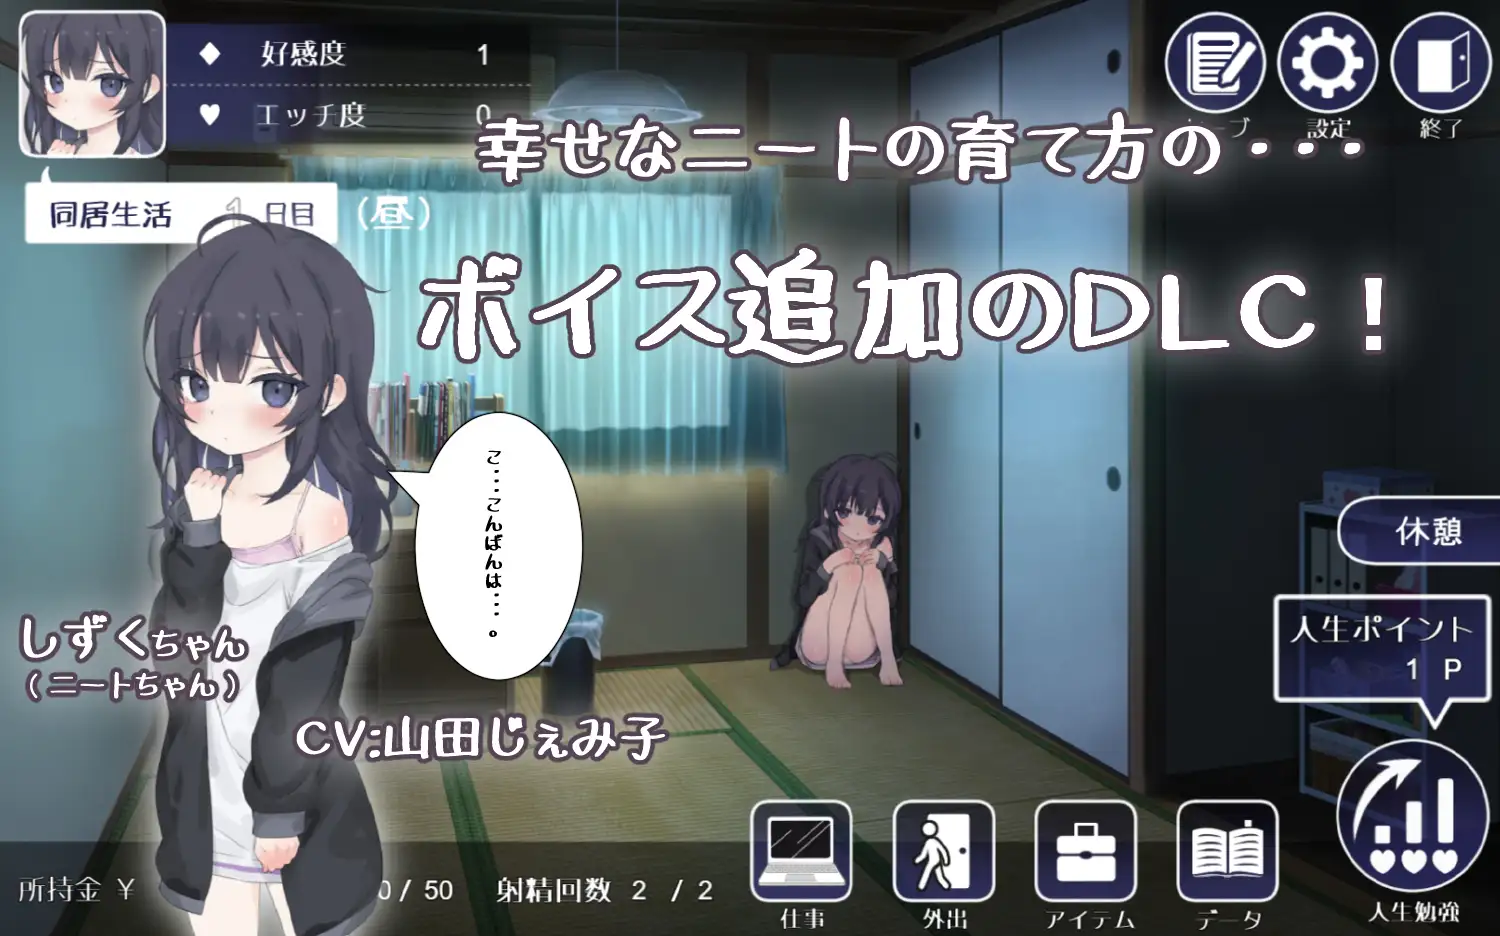 好感度 1
エッチ度 0
設定
終了
幸せなニートの育て方の・・・
同居生活 1日目 (昼)
ボイス追加のDLC！
こ・・・こんばんは・・・。
休憩
人生ポイント
1 P
しずくちゃん
(ニートちゃん)
CV:山田じぇみ子
所持金 ¥
0 / 50
射精回数 2 / 2
仕事
外出
アイテム
データ
人生勉強